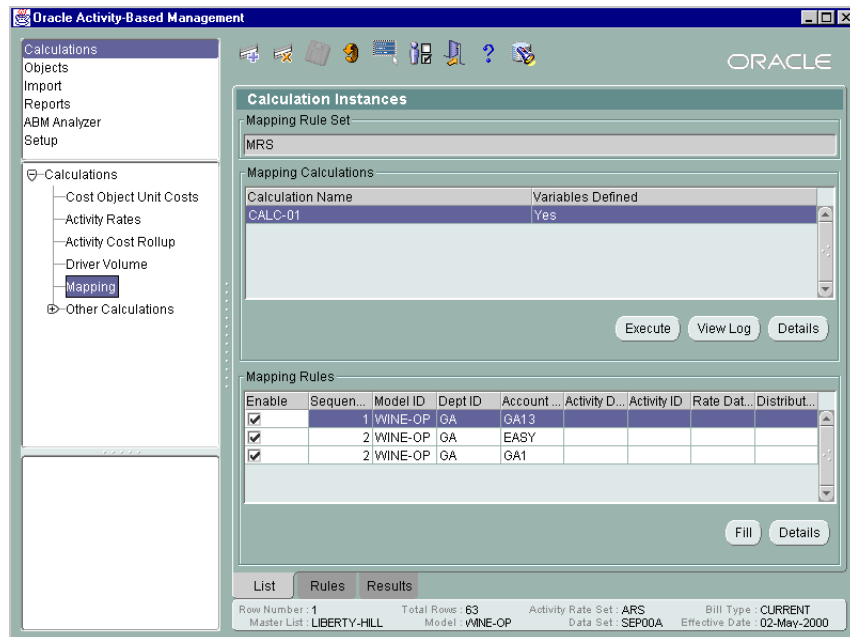 Oracle Activity-Based Management
Calculations
Objects
Import
Reports
ABM Analyzer
Setup
Calculations
Cost Object Unit Costs
Activity Rates
Activity Cost Rollup
Driver Volume
Mapping
Other Calculations
?
ORACLE
Calculation Instances
Mapping Rule Set
MRS
Mapping Calculations
Calculation Name Variables Defined
CALC-01 Yes
Execute View Log Details
Mapping Rules
Enable Sequen... Model ID Dept ID Account ... Activity D... Activity ID Rate Dat... Distribut...
1 WINE-OP GA GA13
2 WINE-OP GA EASY
2 WINE-OP GA GA1
Fill Details
List Rules Results
Row Number : 1 Total Rows : 63 Activity Rate Set : ARS Bill Type : CURRENT
Master List : LIBERTY-HILL Model : WINE-OP Data Set : SEP00A Effective Date : 02-May-2000